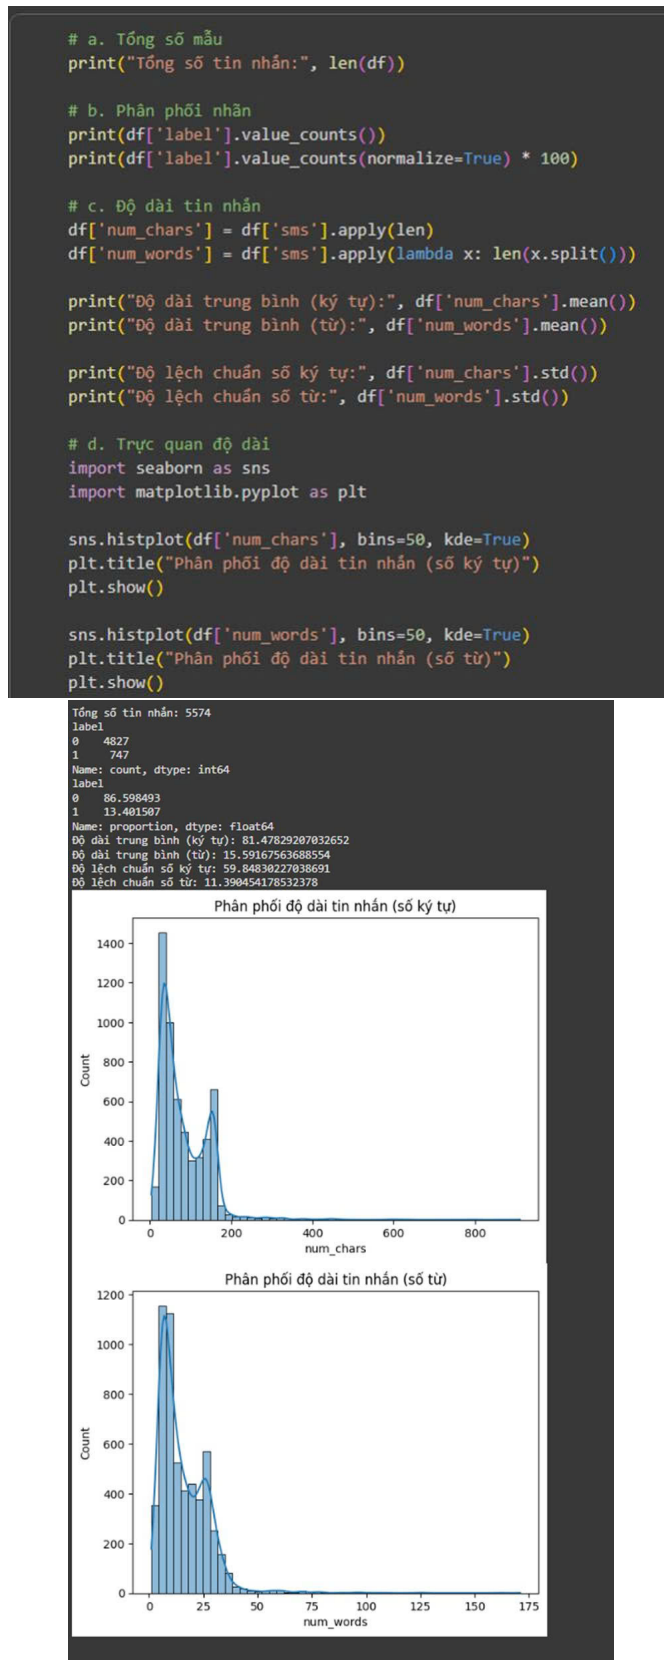 # a. Tổng số mẫu
print("Tổng số tin nhắn:", len(df))
# b. Phân phối nhãn
print(df['label'].value_counts())
print(df['label'].value_counts(normalize=True) * 100)
# c. Độ dài tin nhắn
df['num_chars'] = df['sms'].apply(len)
df['num_words'] = df['sms'].apply(lambda x: len(x.split()))
print("Độ dài trung bình (ký tự):", df['num_chars'].mean())
print("Độ dài trung bình (từ):", df['num_words'].mean())
print("Độ lệch chuẩn số ký tự:", df['num_chars'].std())
print("Độ lệch chuẩn số từ:", df['num_words'].std())
# d. Trực quan độ dài
import seaborn as sns
import matplotlib.pyplot as plt
sns.histplot(df['num_chars'], bins=50, kde=True)
plt.title("Phân phối độ dài tin nhắn (số ký tự)")
plt.show()
sns.histplot(df['num_words'], bins=50, kde=True)
plt.title("Phân phối độ dài tin nhắn (số từ)")
plt.show()
Tổng số tin nhắn: 5574
label
0 4827
1 747
Name: count, dtype: int64
label
0 86.598493
1 13.401507
Name: proportion, dtype: float64
Độ dài trung bình (ký tự): 81.47829207032652
Độ dài trung bình (từ): 15.59167563688554
Độ lệch chuẩn số ký tự: 59.84830227038691
Độ lệch chuẩn số từ: 11.390454178532378
Phân phối độ dài tin nhắn (số ký tự)
1400
1200
1000
800
600
400
200
0
Count
0 200 400 600 800
num_chars
Phân phối độ dài tin nhắn (số từ)
1200
1000
800
600
400
200
0
Count
0 25 50 75 100 125 150 175
num_words